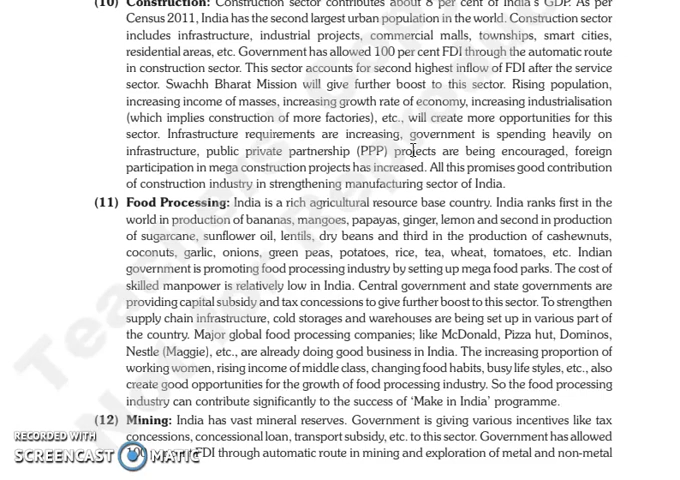 (10) Construction: Construction sector contributes about 8 per cent of India's GDP. As per
Census 2011, India has the second largest urban population in the world. Construction sector
includes infrastructure, industrial projects, commercial malls, townships, smart cities,
residential areas, etc. Government has allowed 100 per cent FDI through the automatic route
in construction sector. This sector accounts for second highest inflow of FDI after the service
sector. Swachh Bharat Mission will give further boost to this sector. Rising population,
increasing income of masses, increasing growth rate of economy, increasing industrialisation
(which implies construction of more factories), etc., will create more opportunities for this
sector. Infrastructure requirements are increasing, government is spending heavily on
infrastructure, public private partnership (PPP) projects are being encouraged, foreign
participation in mega construction projects has increased. All this promises good contribution
of construction industry in strengthening manufacturing sector of India.
(11) Food Processing: India is a rich agricultural resource base country. India ranks first in the
world in production of bananas, mangoes, papayas, ginger, lemon and second in production
of sugarcane, sunflower oil, lentils, dry beans and third in the production of cashewnuts,
coconuts, garlic, onions, green peas, potatoes, rice, tea, wheat, tomatoes, etc. Indian
government is promoting food processing industry by setting up mega food parks. The cost of
skilled manpower is relatively low in India. Central government and state governments are
providing capital subsidy and tax concessions to give further boost to this sector. To strengthen
supply chain infrastructure, cold storages and warehouses are being set up in various part of
the country. Major global food processing companies; like McDonald, Pizza hut, Dominos,
Nestle (Maggie), etc., are already doing good business in India. The increasing proportion of
working women, rising income of middle class, changing food habits, busy life styles, etc., also
create good opportunities for the growth of food processing industry. So the food processing
industry can contribute significantly to the success of 'Make in India' programme.
(12) Mining: India has vast mineral reserves. Government is giving various incentives like tax
concessions, concessional loan, transport subsidy, etc. to this sector. Government has allowed
100 FDI through automatic route in mining and exploration of metal and non-metal
RECORDED WITH
SCREENCAST MATIC